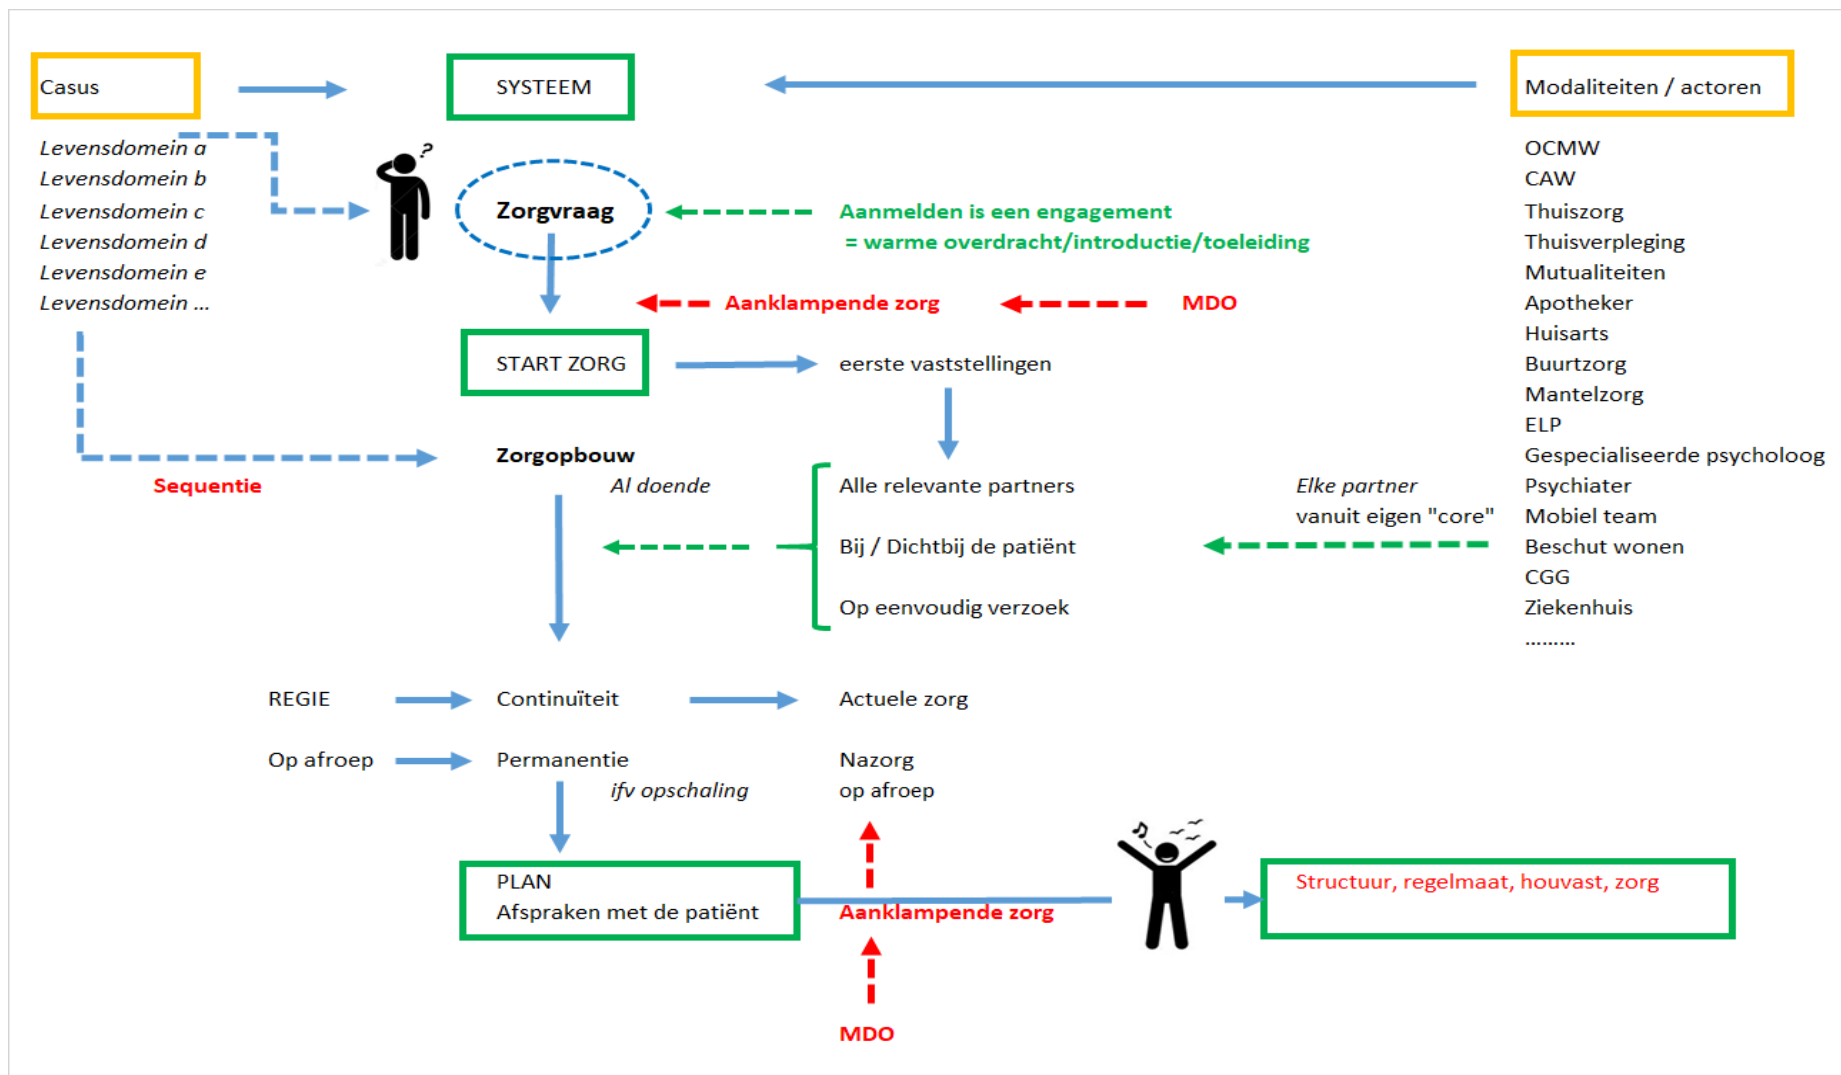 Casus
SYSTEEM
Modaliteiten / actoren
Levensdomein a
Levensdomein b
Levensdomein c
Levensdomein d
Levensdomein e
Levensdomein ...
?
Zorgvraag
Aanmelden is een engagement
= warme overdracht/introductie/toeleiding
Aanklampende zorg
MDO
START ZORG
eerste vaststellingen
Zorgopbouw
Sequentie
Al doende
Alle relevante partners
Bij / Dichtbij de patiënt
Op eenvoudig verzoek
Elke partner
vanuit eigen "core"
OCMW
CAW
Thuiszorg
Thuisverpleging
Mutualiteiten
Apotheker
Huisarts
Buurtzorg
Mantelzorg
ELP
Gespecialiseerde psycholoog
Psychiater
Mobiel team
Beschut wonen
CGG
Ziekenhuis
.........
REGIE
Continuïteit
Actuele zorg
Op afroep
Permanentie
Nazorg
op afroep
ifv opschaling
PLAN
Afspraken met de patiënt
Aanklampende zorg
Structuur, regelmaat, houvast, zorg
MDO